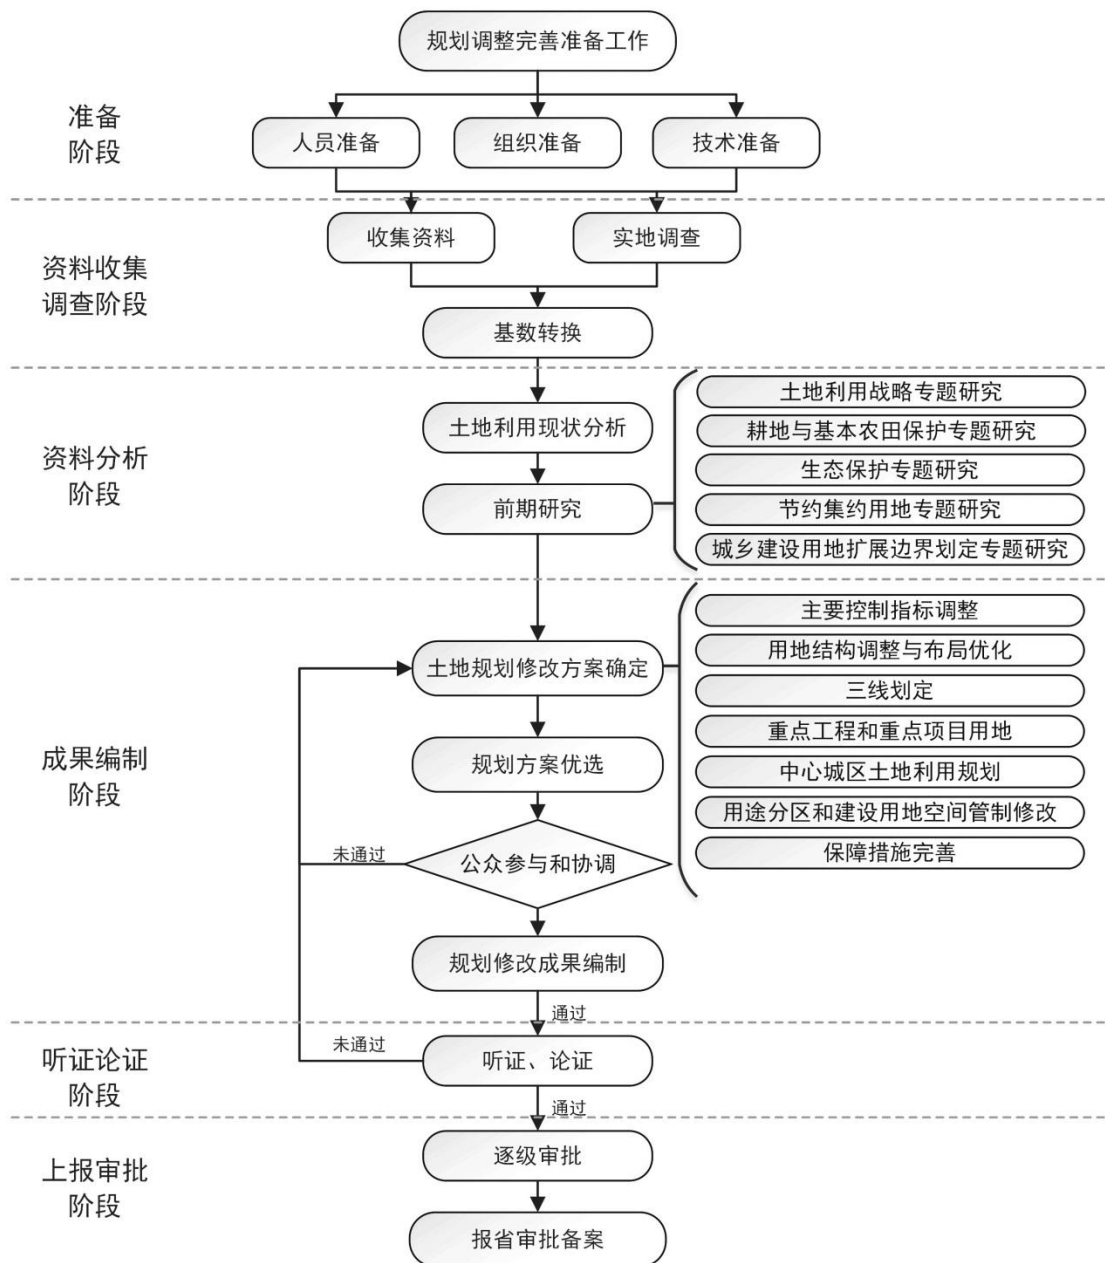 规划调整完善准备工作
准备
阶段
人员准备
组织准备
技术准备
收集资料
实地调查
资料收集
调查阶段
基数转换
土地利用现状分析
资料分析
阶段
前期研究
土地利用战略专题研究
耕地与基本农田保护专题研究
生态保护专题研究
节约集约用地专题研究
城乡建设用地扩展边界划定专题研究
土地规划修改方案确定
主要控制指标调整
用地结构调整与布局优化
三线划定
重点工程和重点项目用地
中心城区土地利用规划
用途分区和建设用地空间管制修改
保障措施完善
成果编制
阶段
规划方案优选
未通过
公众参与和协调
规划修改成果编制
通过
听证论证
阶段
未通过
听证、论证
通过
上报审批
阶段
逐级审批
报省审批备案